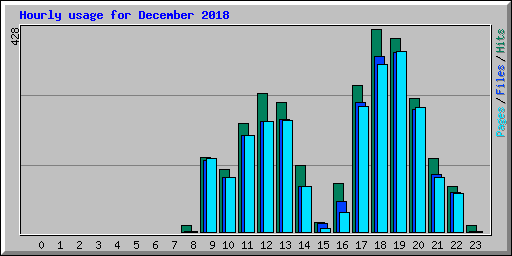 Hourly usage for December 2018
428
Pages/Files/Hits
0 1 2 3 4 5 6 7 8 9 10 11 12 13 14 15 16 17 18 19 20 21 22 23